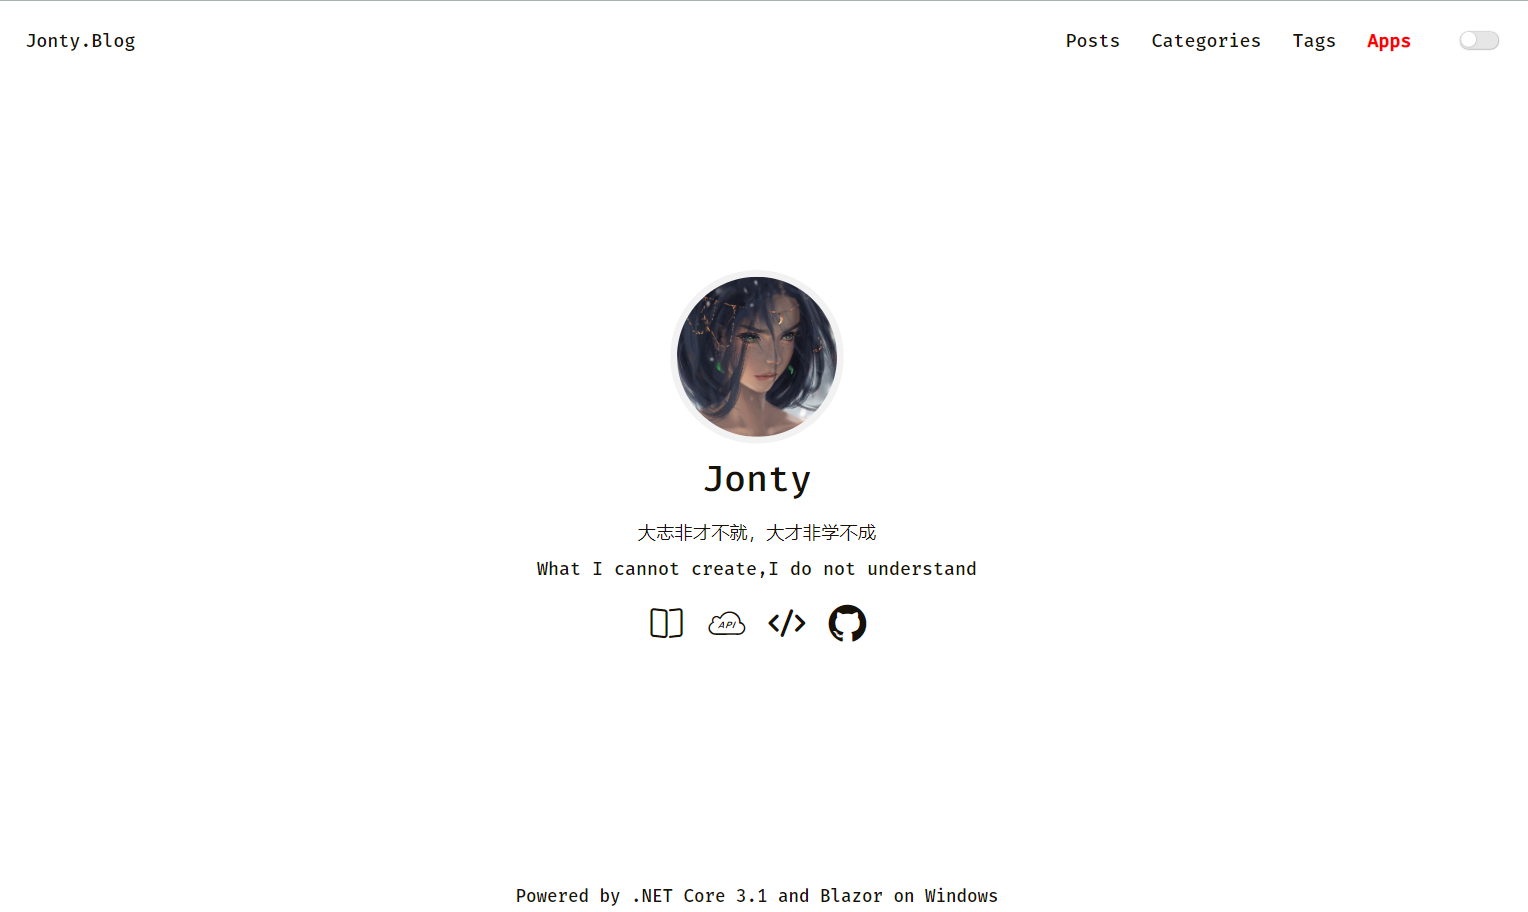 Jonty.Blog
Posts Categories Tags Apps
Jonty
大志非才不就，大才非学不成
What I cannot create,I do not understand
API
Powered by .NET Core 3.1 and Blazor on Windows